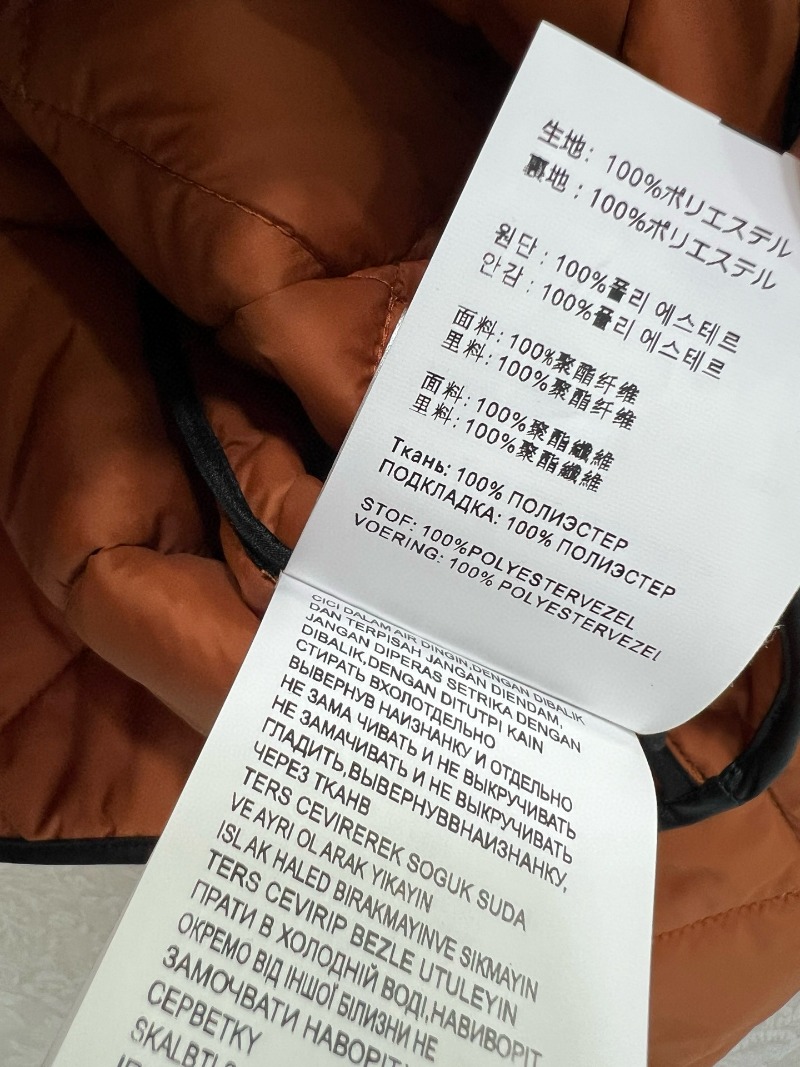 生地: 100%ポリエステル
裏地: 100%ポリエステル
원단: 100%폴리 에스테르
안감: 100%폴리 에스테르
面料: 100%聚酯纤维
里料: 100%聚酯纤维
面料: 100%聚酯纖維
里料: 100%聚酯纖維
Ткань: 100% ПОЛИЭСТЕР
ПОДКЛАДКА: 100% ПОЛИЭСТЕР
STOF: 100%POLYESTERVEZEL
VOERING: 100% POLYESTERVEZEL
CICI DALAM AIR DINGIN,DENGAN DIBALIK
DAN TERPISAH JANGAN DIENDAM,
JANGAN DIPERAS SETRIKA DENGAN
DIBALIK,DENGAN DITUTPI KAIN
СТИРАТЬ ВХОЛОТДЕЛЬНО
ВЫВЕРНУВ НАИЗНАНКУ И ОТДЕЛЬНО
НЕ ЗАМА ЧИВАТЬ И НЕ ВЫКРУЧИВАТЬ
НЕ ЗАМАЧИВАТЬ И НЕ ВЫКРУЧИВАТЬ
ГЛАДИТЬ,ВЫВЕРНУВВНАИЗНАНКУ,
ЧЕРЕЗ ТКАНВ
TERS CEVIREREK SOGUK SUDA
VE AYRI OLARAK YIKAYIN
ISL AK HALED BIRAKMAYINVE SIKMAYIN
TERS CEVIRIP BEZLE UTULEYIN
ПРАТИ В ХОЛОДНІЙ ВОДІ,НАВИВОРІТ
ОКРЕМО ВІД ІНШОЇ БІЛИЗНИ НЕ
ЗАМОЧВАТИ НАВОРІТ
СЕРВЕТКУ
SKALBTI